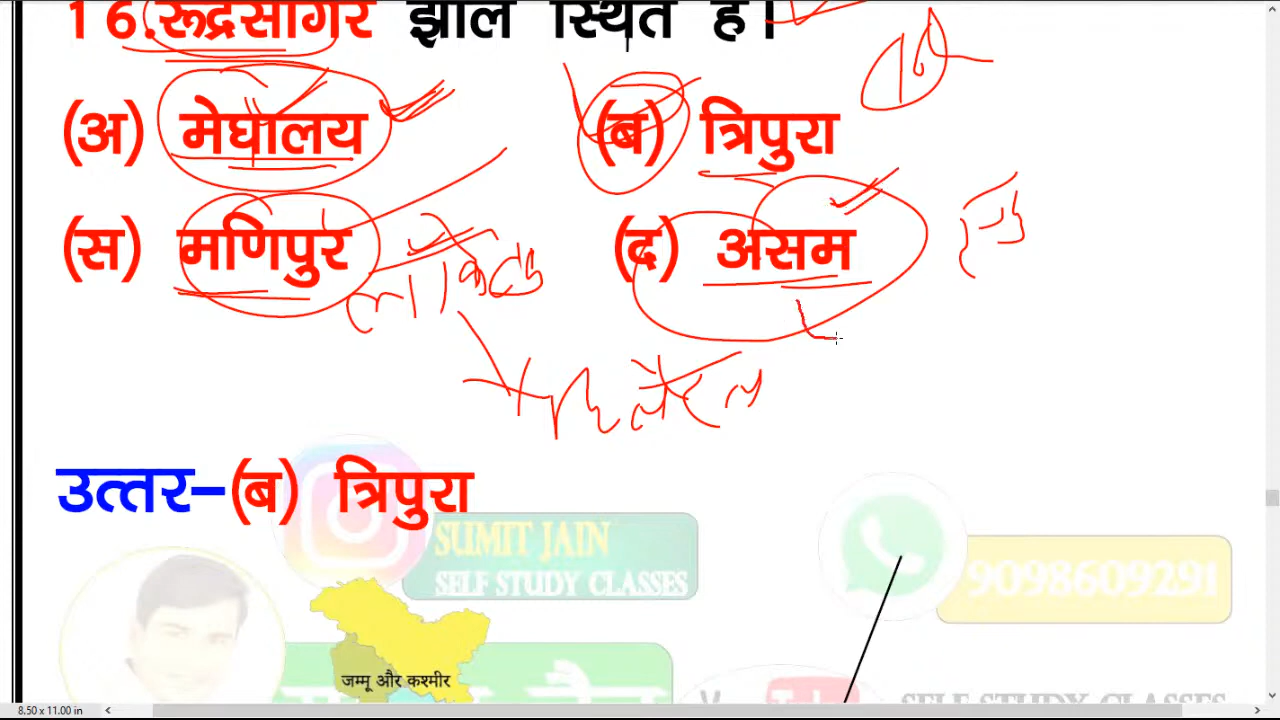 16.रूद्रसागर झील स्थित है।
(अ) मेघालय (ब) त्रिपुरा
(स) मणिपुर (द) असम
उत्तर–(ब) त्रिपुरा
SUMIT JAIN
SELF STUDY CLASSES
9098609291
जम्मू और कश्मीर
SELF STUDY CLASSES
8.50 x 11.00 in